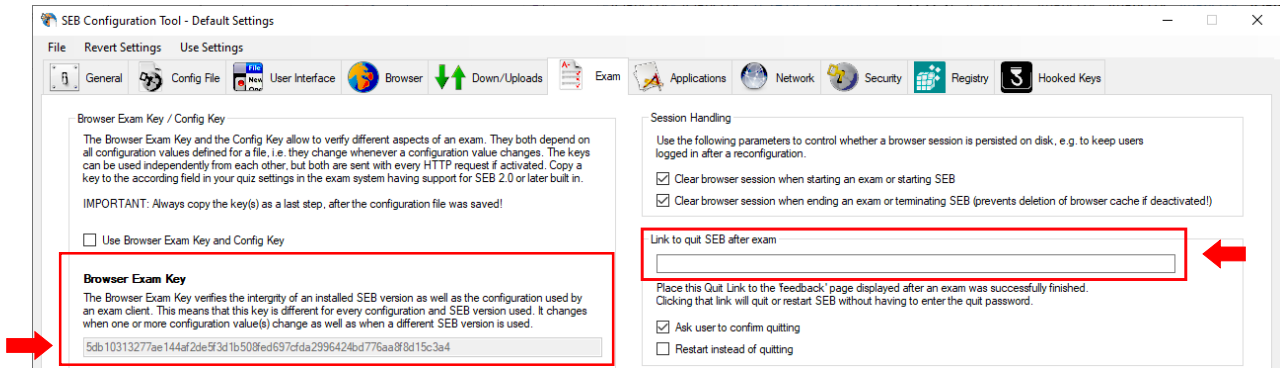 SEB Configuration Tool - Default Settings
File Revert Settings Use Settings
General Config File User Interface Browser Down/Uploads Exam Applications Network Security Registry Hooked Keys
Browser Exam Key / Config Key
The Browser Exam Key and the Config Key allow to verify different aspects of an exam. They both depend on
all configuration values defined for a file, i.e. they change whenever a configuration value changes. The keys
can be used independently from each other, but both are sent with every HTTP request if activated. Copy a
key to the according field in your quiz settings in the exam system having support for SEB 2.0 or later built in.
IMPORTANT: Always copy the key(s) as a last step, after the configuration file was saved!
Use Browser Exam Key and Config Key
Browser Exam Key
The Browser Exam Key verifies the intergrity of an installed SEB version as well as the configuration used by
an exam client. This means that this key is different for every configuration and SEB version used. It changes
when one or more configuration value(s) change as well as when a different SEB version is used.
5db10313277ae144af2de5f3d1b508fed697cfda2996424bd776aa8f8d15c3a4
Session Handling
Use the following parameters to control whether a browser session is persisted on disk, e.g. to keep users
logged in after a reconfiguration.
Clear browser session when starting an exam or starting SEB
Clear browser session when ending an exam or terminating SEB (prevents deletion of browser cache if deactivated!)
Link to quit SEB after exam
Place this Quit Link to the 'feedback' page displayed after an exam was successfully finished.
Clicking that link will quit or restart SEB without having to enter the quit password.
Ask user to confirm quitting
Restart instead of quitting